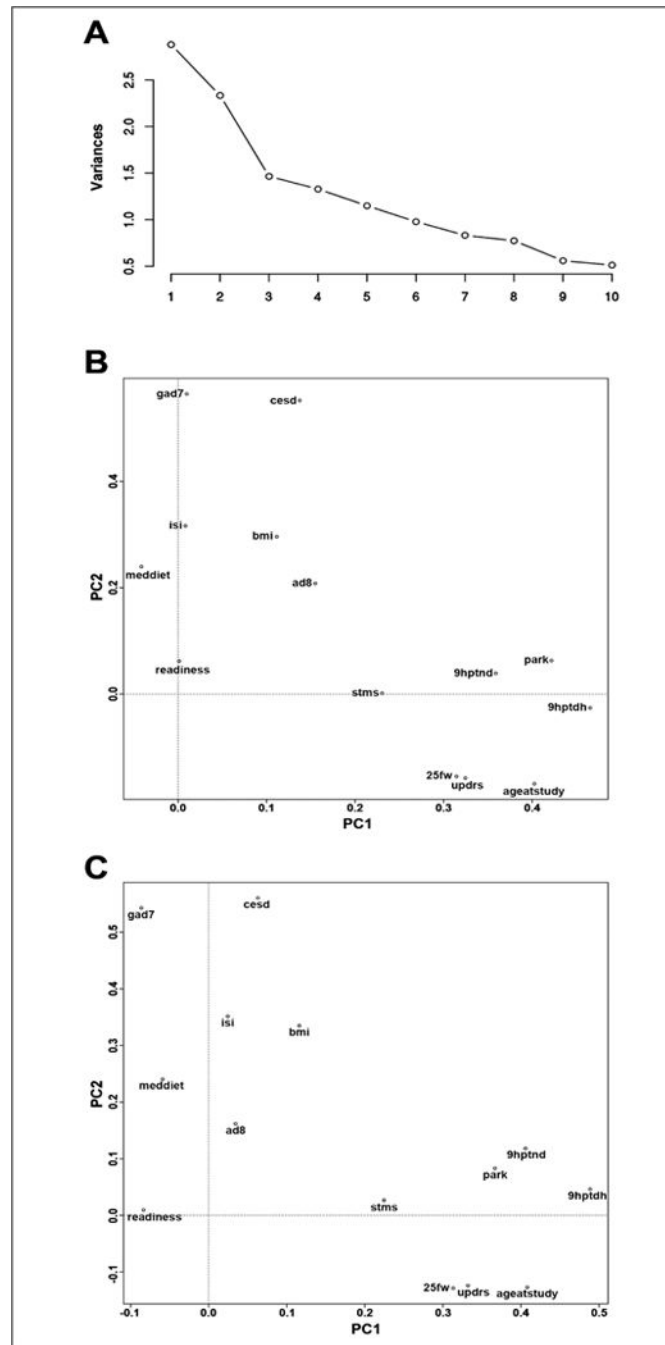 A
Variances
2.5
2.0
1.5
1.0
0.5
1 2 3 4 5 6 7 8 9 10
B
PC2
0.4
0.2
0.0
gad7
cesd
isi
bmi
meddiet
ad8
readiness
park
9hptnd
stms
9hptdh
25fw
updrs
ageatstudy
0.0 0.1 0.2 0.3 0.4
PC1
C
PC2
0.5
0.4
0.3
0.2
0.1
0.0
-0.1
gad7
cesd
isi
bmi
meddiet
ad8
9hptnd
park
9hptdh
stms
readiness
25fw
updrs
ageatstudy
-0.1 0.0 0.1 0.2 0.3 0.4 0.5
PC1